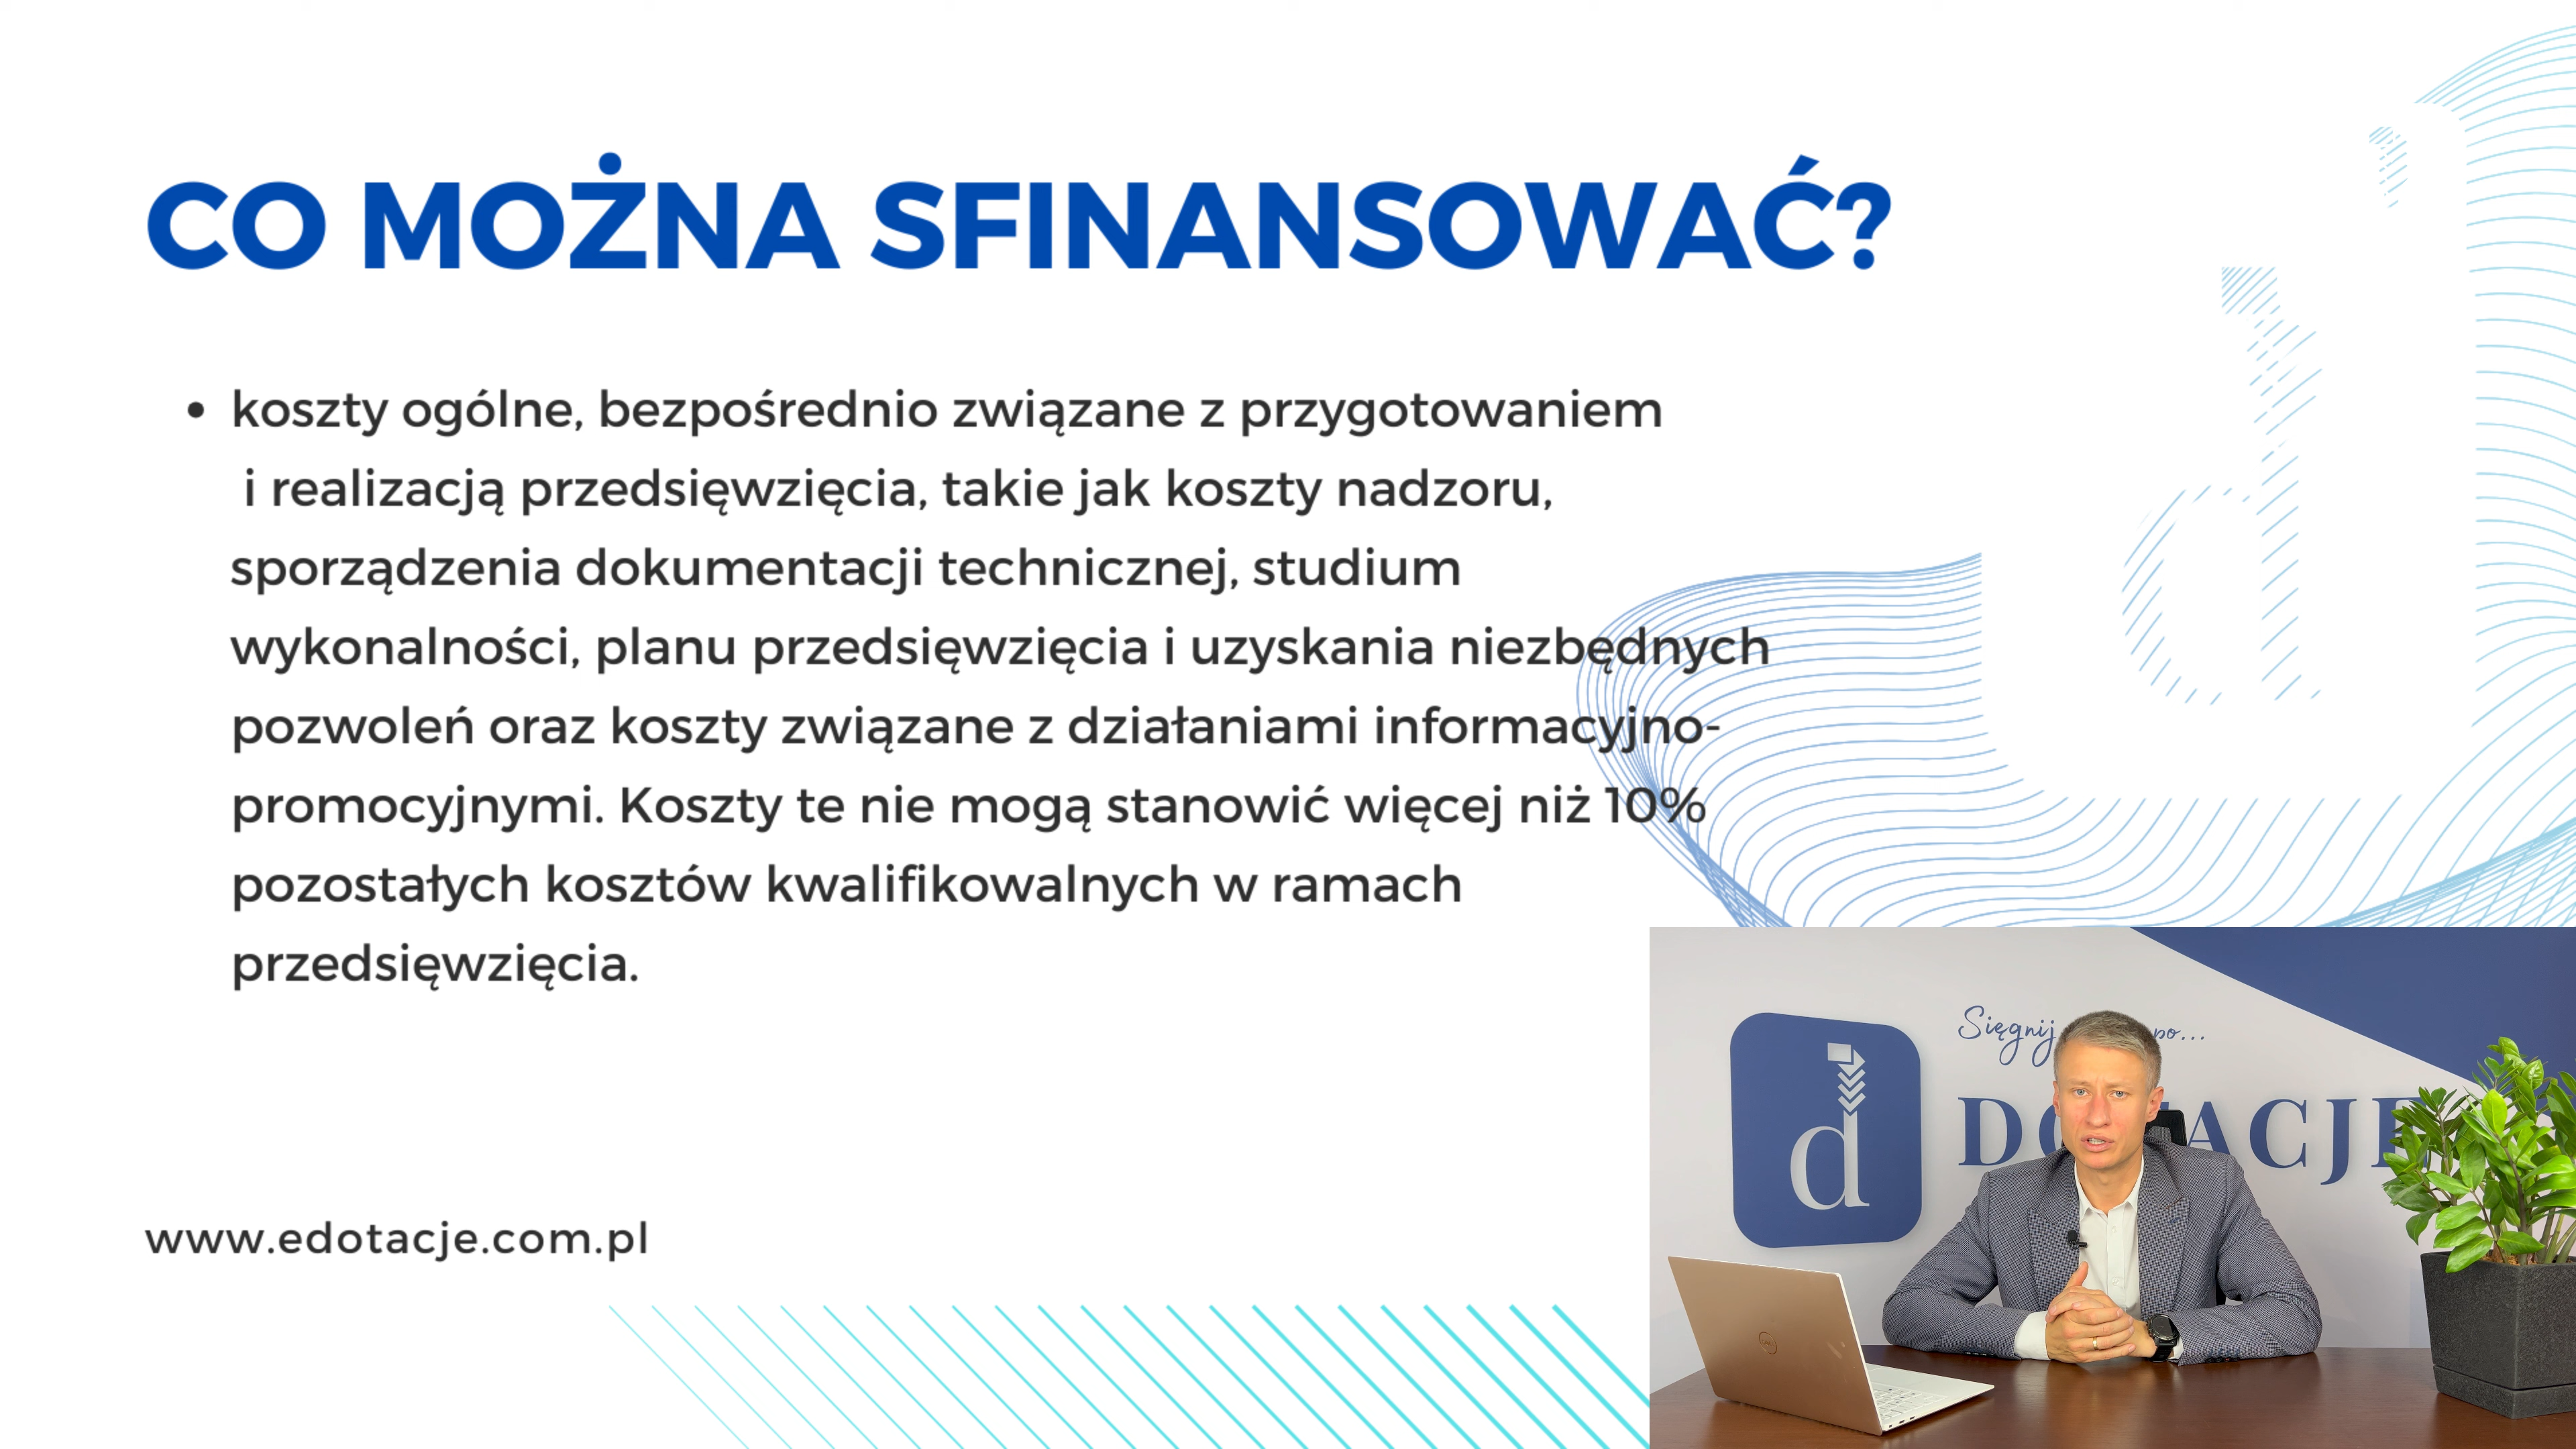 CO MOŻNA SFINANSOWAĆ?
• koszty ogólne, bezpośrednio związane z przygotowaniem
i realizacją przedsięwzięcia, takie jak koszty nadzoru,
sporządzenia dokumentacji technicznej, studium
wykonalności, planu przedsięwzięcia i uzyskania niezbędnych
pozwoleń oraz koszty związane z działaniami informacyjno-
promocyjnymi. Koszty te nie mogą stanowić więcej niż 10%
pozostałych kosztów kwalifikowalnych w ramach
przedsięwzięcia.
Sięgnij po...
d
DOTACJE
www.edotacje.com.pl